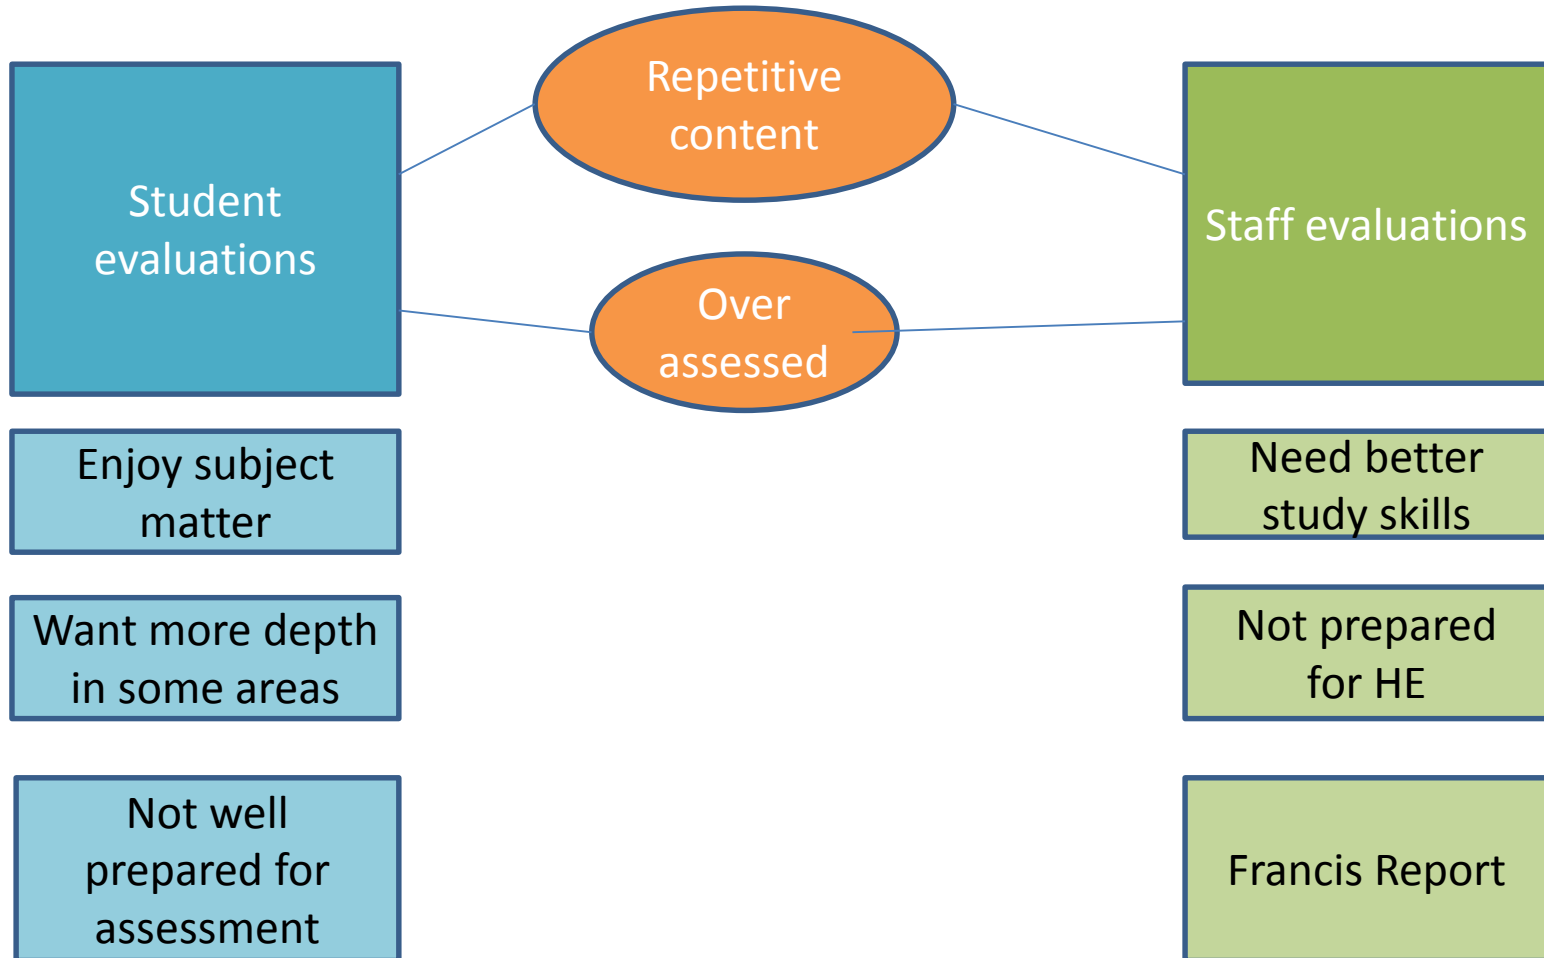 Repetitive
content
Student
evaluations
Staff evaluations
Over
assessed
Enjoy subject
matter
Need better
study skills
Want more depth
in some areas
Not prepared
for HE
Not well
prepared for
assessment
Francis Report